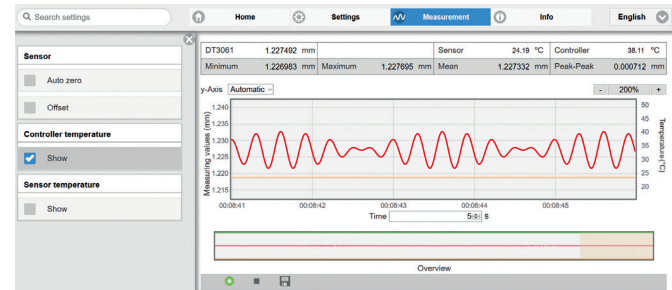 Search settings
Home
Settings
Measurement
Info
English
Sensor
Auto zero
Offset
Controller temperature
Show
Sensor temperature
Show
DT3061 1.227492 mm Sensor 24.19 °C Controller 38.11 °C
Minimum 1.226983 mm Maximum 1.227695 mm Mean 1.227332 mm Peak-Peak 0.000712 mm
y-Axis Automatic - 200% +
Measuring values (mm)
1.240
1.235
1.230
1.225
1.220
1.215
50
45
40
35
30
25
20
Temperature (°C)
00:08:41 00:08:42 00:08:43 00:08:44 00:08:45
Time 5 s
Overview